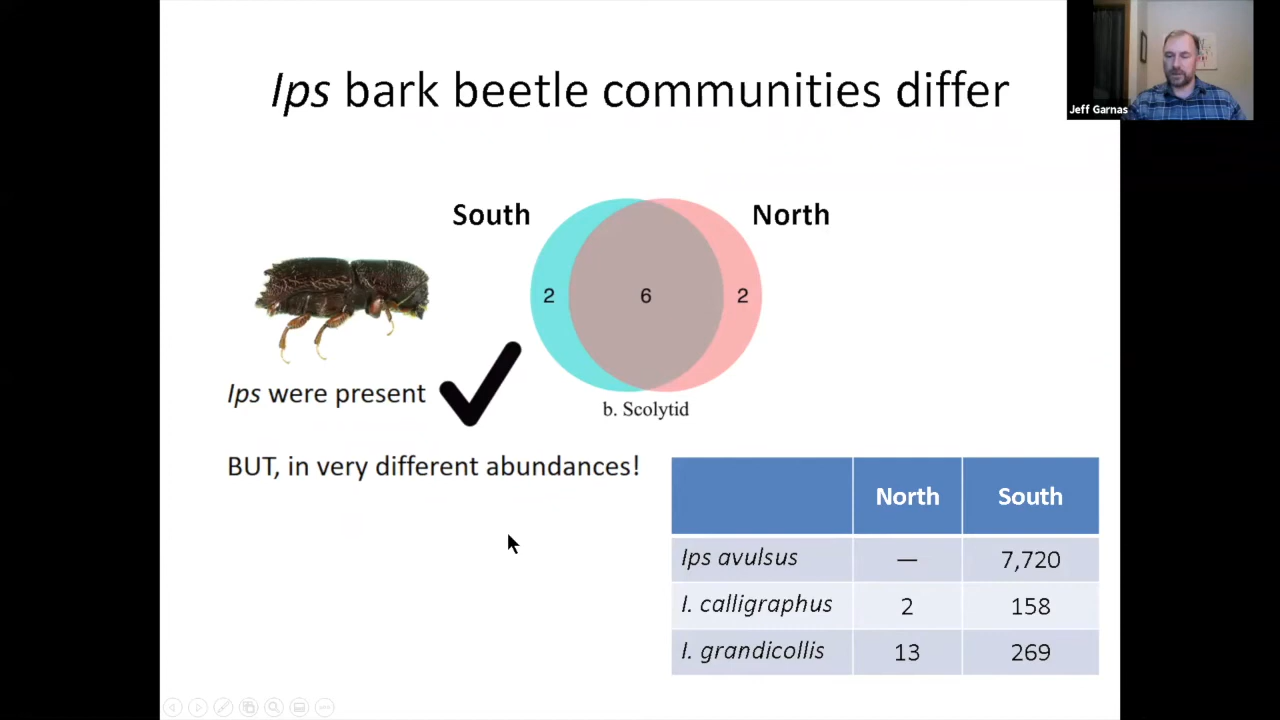 Ips bark beetle communities differ
Jeff Garnas
South
North
2
6
2
b. Scolytid
Ips were present
BUT, in very different abundances!
North South
Ips avulsus — 7,720
I. calligraphus 2 158
I. grandicollis 13 269